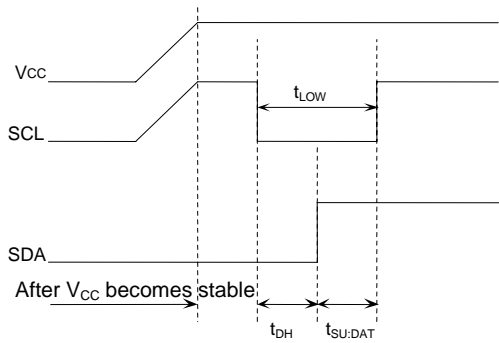 VCC
tLOW
SCL
SDA
After VCC becomes stable
tDH
tSU:DAT